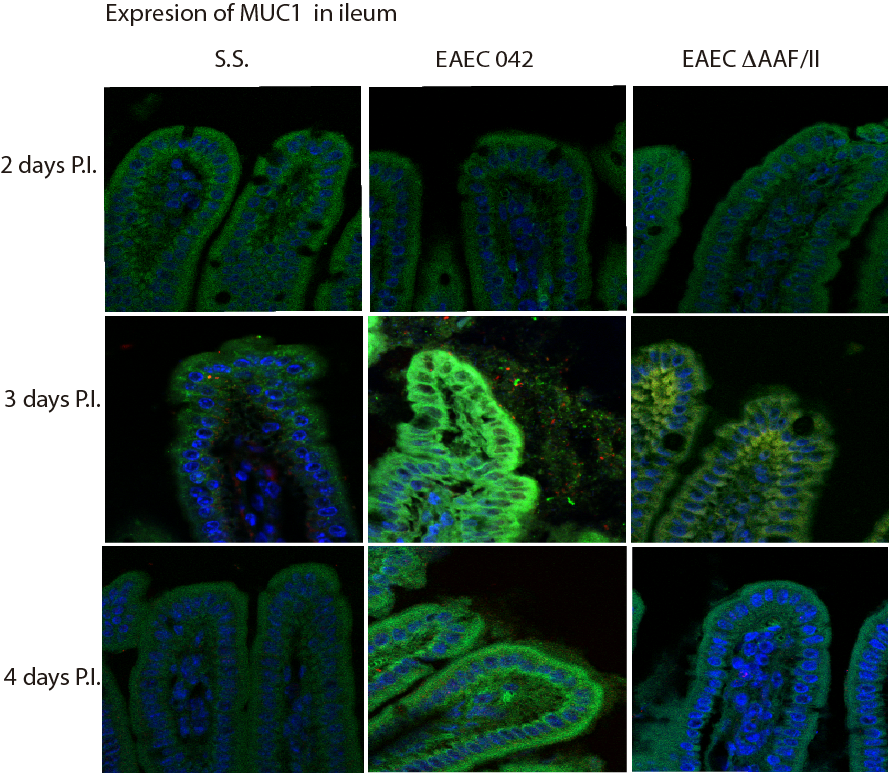 Expresion of MUC1 in ileum
S.S. EAEC 042 EAEC ΔAAF/II
2 days P.I.
3 days P.I.
4 days P.I.